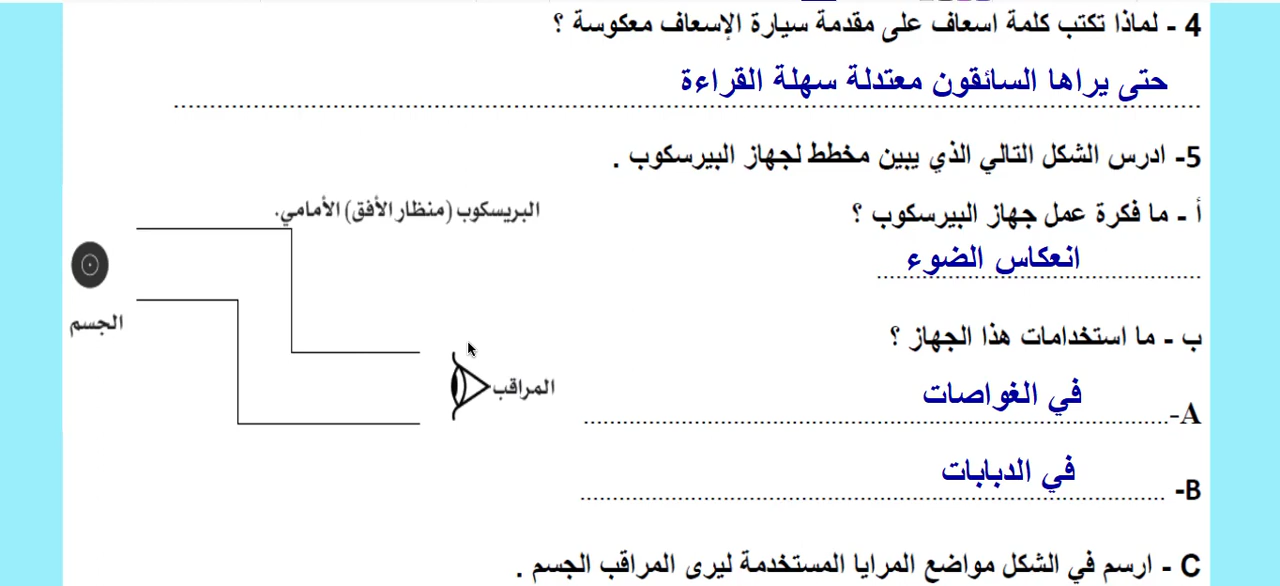 4 - لماذا تكتب كلمة اسعاف على مقدمة سيارة الإسعاف معكوسة ؟
حتى يراها السائقون معتدلة سهلة القراءة
5- ادرس الشكل التالي الذي يبين مخطط لجهاز البيرسكوب .
البريسكوب (منظار الأفق) الأمامي.
أ - ما فكرة عمل جهاز البيرسكوب ؟
انعكاس الضوء
الجسم
ب - ما استخدامات هذا الجهاز ؟
المراقب
A- في الغواصات
B- في الدبابات
C - ارسم في الشكل مواضع المرايا المستخدمة ليرى المراقب الجسم .